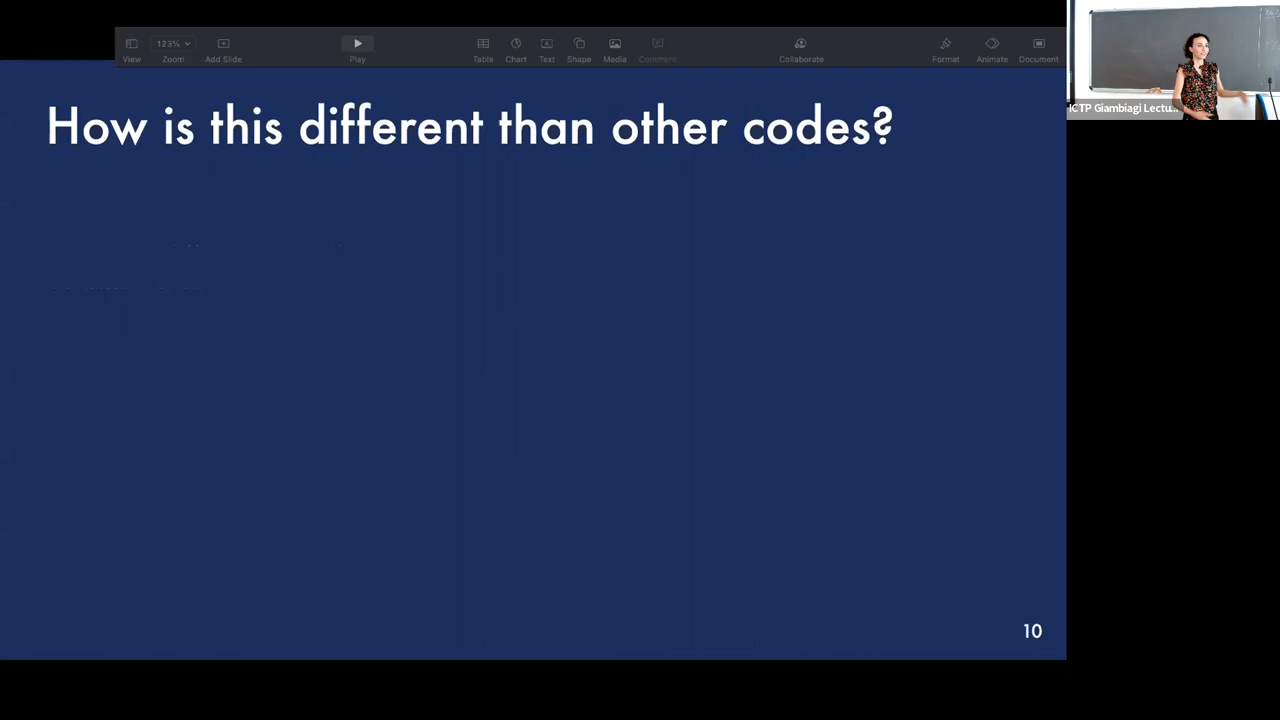 123%
View
Zoom
Add Slide
Play
Table
Chart
Text
Shape
Media
Comment
Collaborate
Format
Animate
Document
ICTP Giambiagi Lectu...
How is this different than other codes?
10